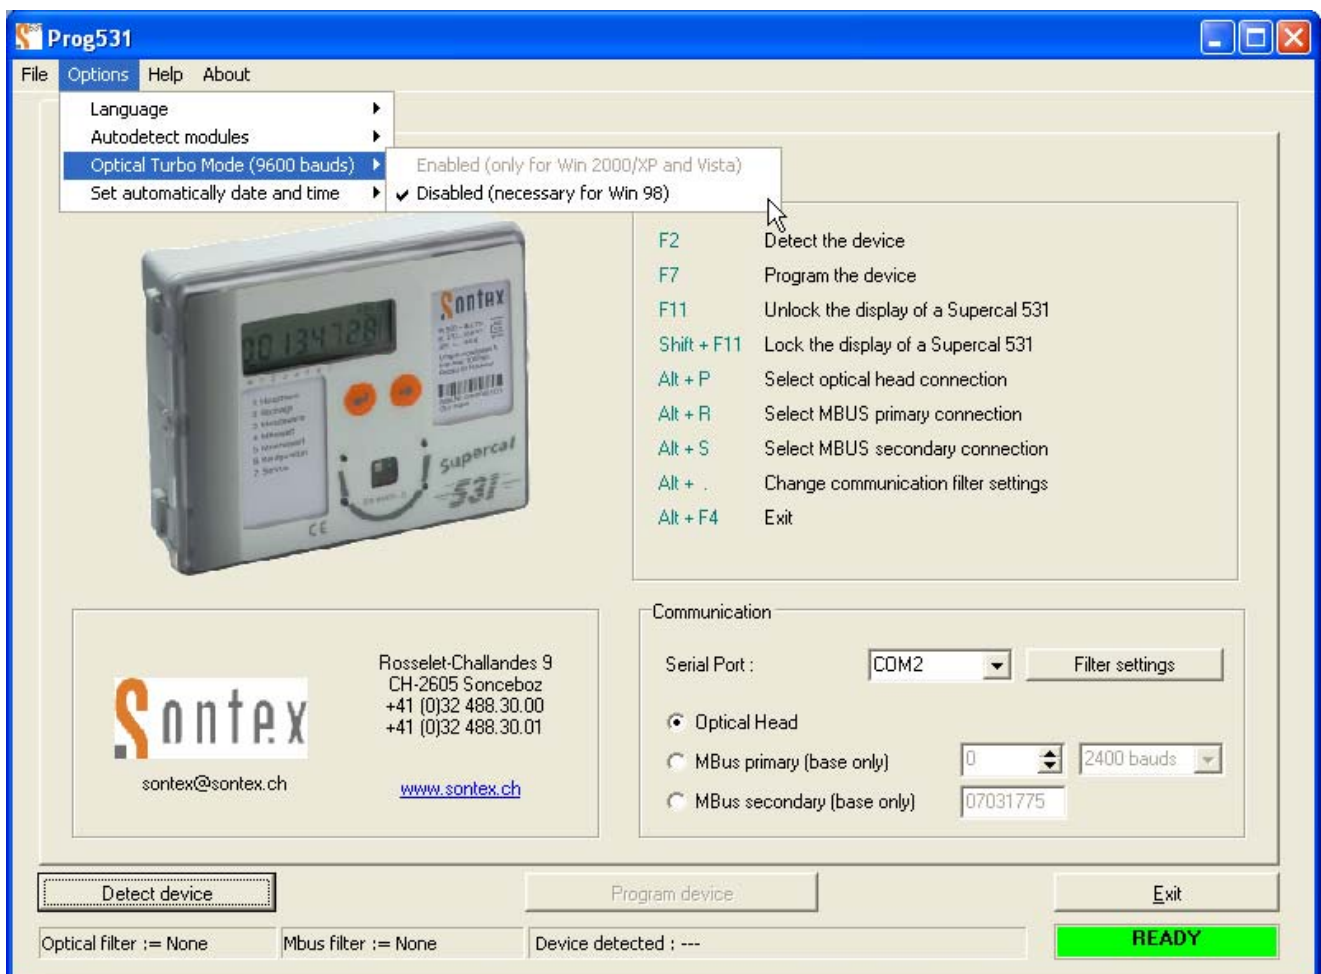 Prog531
File Options Help About
Language
Autodetect modules
Optical Turbo Mode (9600 bauds)
Enabled (only for Win 2000/XP and Vista)
Set automatically date and time
Disabled (necessary for Win 98)
F2 Detect the device
F7 Program the device
F11 Unlock the display of a Supercal 531
Shift + F11 Lock the display of a Supercal 531
Alt + P Select optical head connection
Alt + R Select MBUS primary connection
Alt + S Select MBUS secondary connection
Alt + . Change communication filter settings
Alt + F4 Exit
Sontex
Supercal
531
CE
Rosselet-Challandes 9
CH-2605 Sonceboz
+41 (0)32 488.30.00
+41 (0)32 488.30.01
Sontex
sontex@sontex.ch
www.sontex.ch
Communication
Serial Port : COM2 Filter settings
Optical Head
MBus primary (base only) 0 2400 bauds
MBus secondary (base only) 07031775
Detect device Program device Exit
Optical filter := None Mbus filter := None Device detected : --- READY